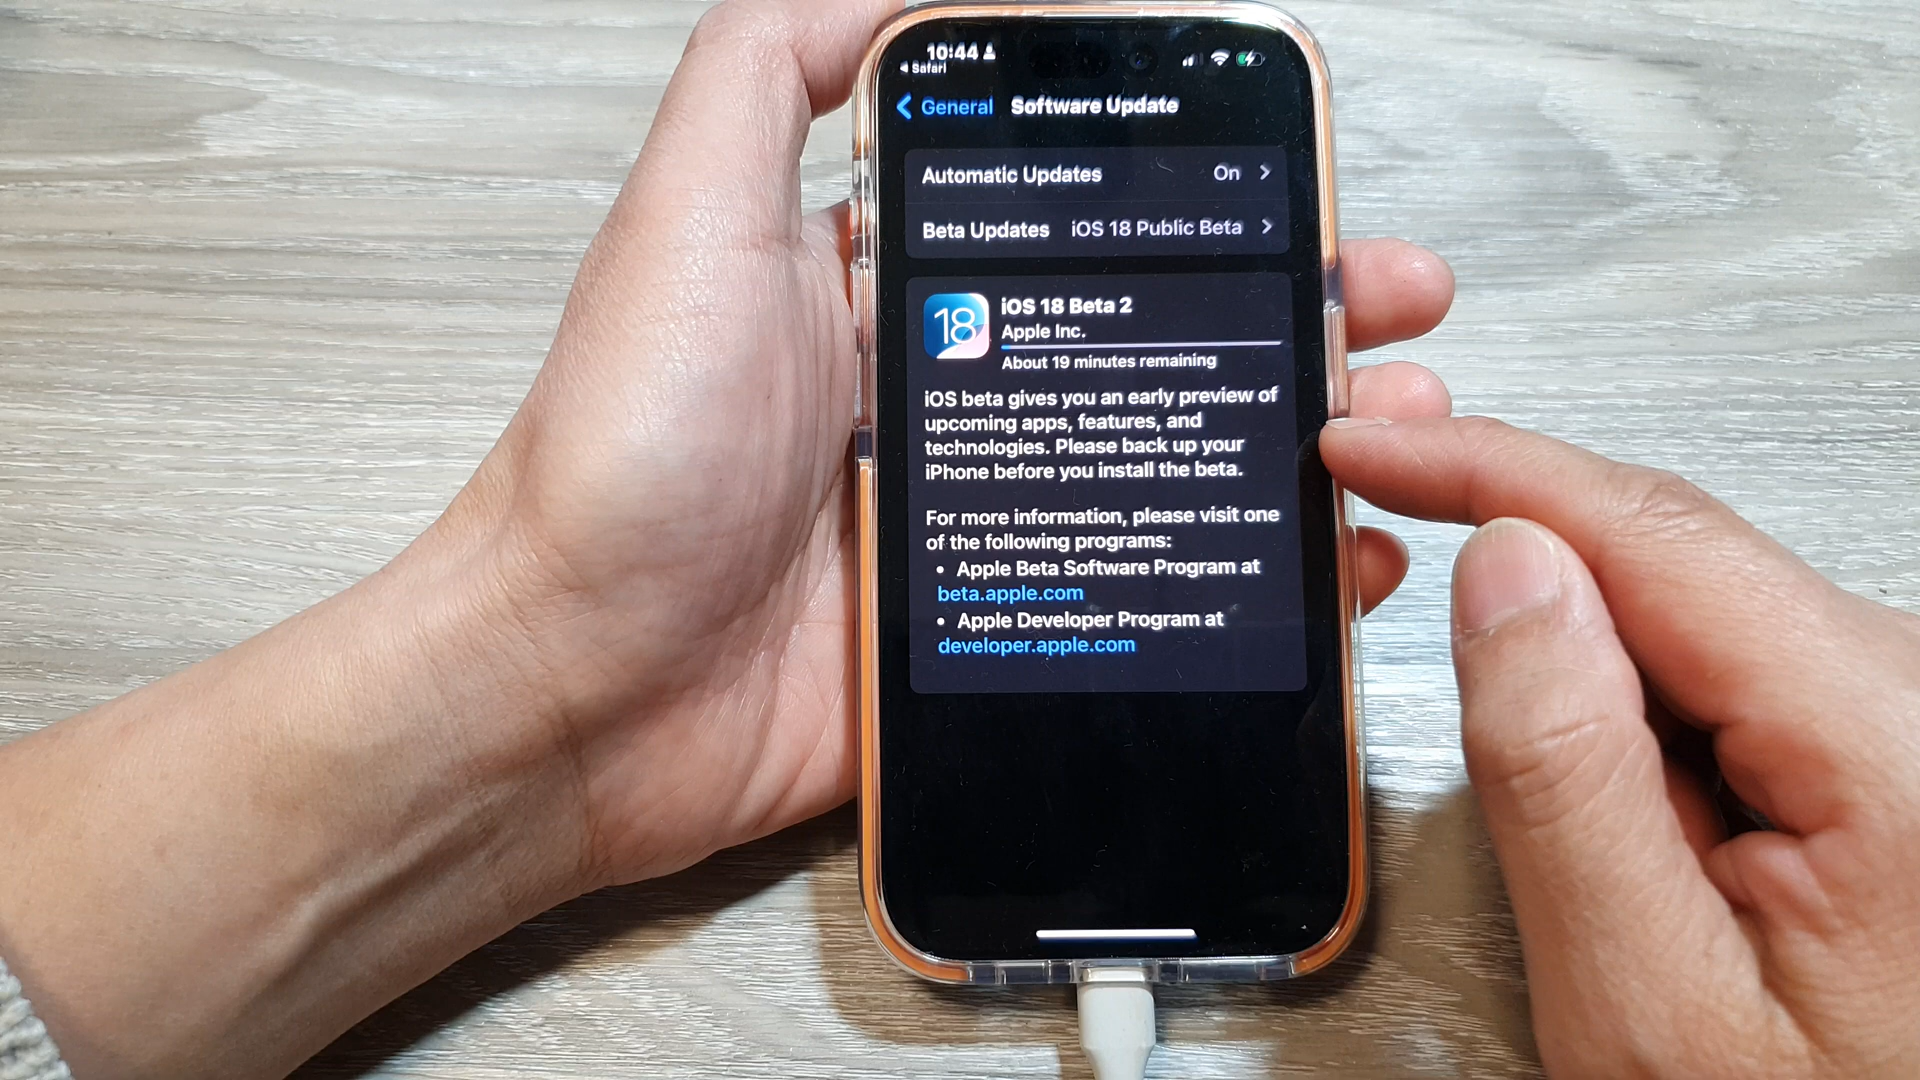 10:44
Safari
General Software Update
Automatic Updates On
Beta Updates iOS 18 Public Beta
18
iOS 18 Beta 2
Apple Inc.
About 19 minutes remaining
iOS beta gives you an early preview of
upcoming apps, features, and
technologies. Please back up your
iPhone before you install the beta.
For more information, please visit one
of the following programs:
• Apple Beta Software Program at
beta.apple.com
• Apple Developer Program at
developer.apple.com